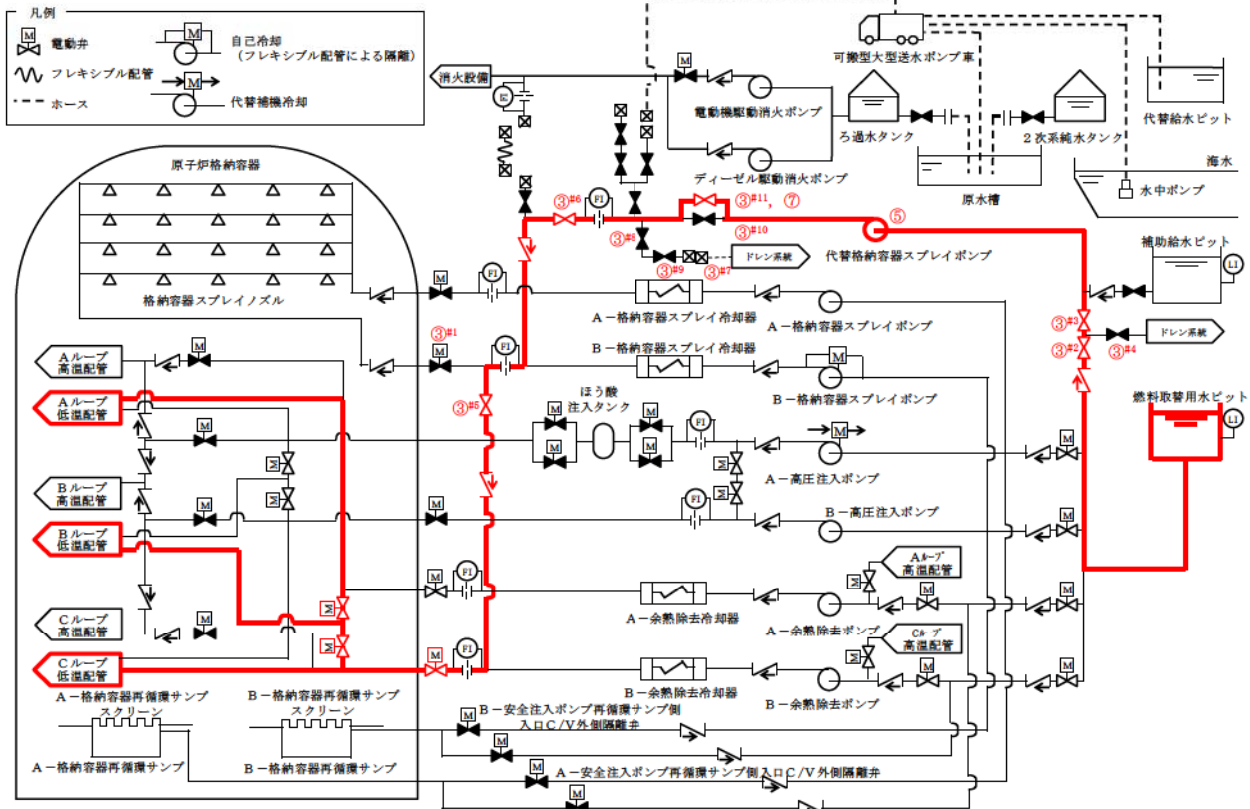 凡例
M
電動弁
フレキシブル配管
ホース
M
自己冷却
(フレキシブル配管による隔離)
M
代替補機冷却
消火設備
M
電動機駆動消火ポンプ
ディーゼル駆動消火ポンプ
可搬型大型送水ポンプ車
ろ過水タンク
2次系純水タンク
原水槽
代替給水ピット
海水
水中ポンプ
原子炉格納容器
格納容器スプレイノズル
③#6
FI
③#11, ⑦
③#10
⑤
代替格納容器スプレイポンプ
③#8
③#9
③#7
ドレン系統
補助給水ピット
LI
③#3
③#2
③#4
ドレン系統
燃料取替用水ピット
LI
M
FI
A-格納容器スプレイ冷却器
A-格納容器スプレイポンプ
③#1
M
FI
B-格納容器スプレイ冷却器
M
B-格納容器スプレイポンプ
③#5
ほう酸
注入タンク
M
M
M
M
FI
M
A-高圧注入ポンプ
M
M
FI
B-高圧注入ポンプ
M
M
M
Aループ
高温配管
M
Aループ
低温配管
M
Bループ
高温配管
M
M
Bループ
低温配管
M
M
Cループ
高温配管
M
M
Cループ
低温配管
M
FI
A-余熱除去冷却器
A-余熱除去ポンプ
Aループ
高温配管
M
M
M
M
FI
B-余熱除去冷却器
B-余熱除去ポンプ
Cループ
高温配管
M
M
M
A-格納容器再循環サンプ
スクリーン
A-格納容器再循環サンプ
B-格納容器再循環サンプ
スクリーン
B-格納容器再循環サンプ
B-安全注入ポンプ再循環サンプ側
入口C/V外側隔離弁
M
M
A-安全注入ポンプ再循環サンプ側入口C/V外側隔離弁
M
M